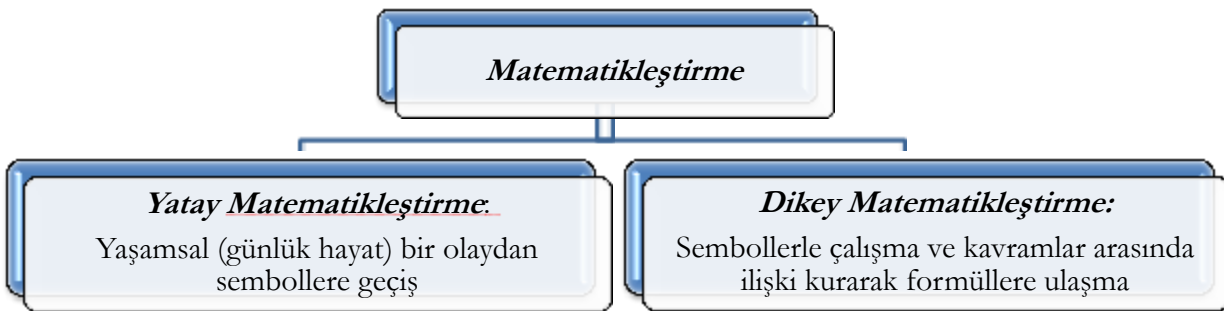 Matematikleştirme
Yatay Matematikleştirme:
Yaşamsal (günlük hayat) bir olaydan
sembollere geçiş
Dikey Matematikleştirme:
Sembollerle çalışma ve kavramlar arasında
ilişki kurarak formüllere ulaşma